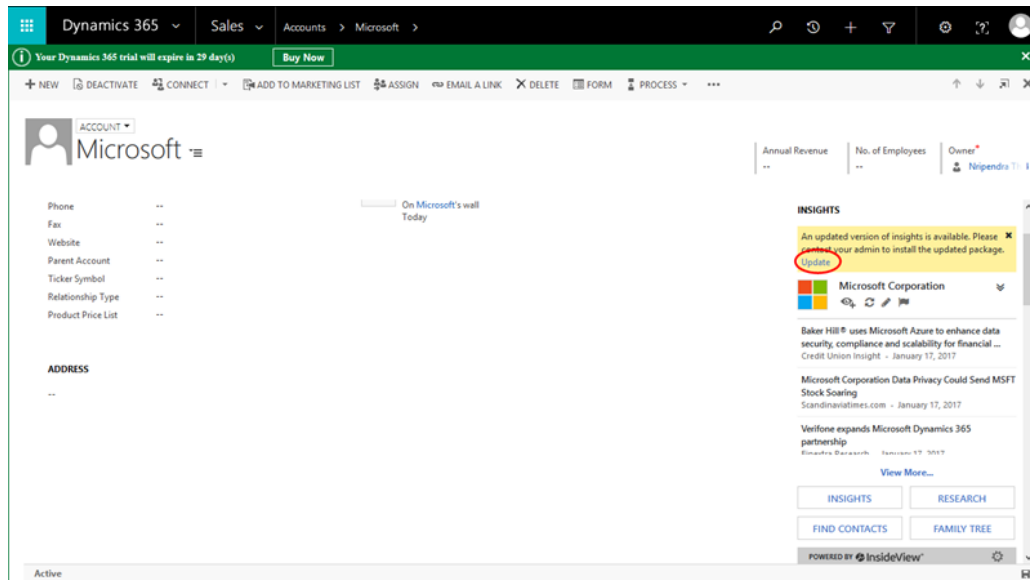 Dynamics 365 Sales Accounts > Microsoft >
Your Dynamics 365 trial will expire in 29 day(s) Buy Now
NEW DEACTIVATE CONNECT ADD TO MARKETING LIST ASSIGN EMAIL A LINK DELETE FORM PROCESS ...
ACCOUNT
Microsoft
Annual Revenue
--
No. of Employees
--
Owner*
Nripendra
Phone --
Fax --
Website --
Parent Account --
Ticker Symbol --
Relationship Type --
Product Price List --
ADDRESS
--
On Microsoft's wall
Today
INSIGHTS
An updated version of insights is available. Please
contact your admin to install the updated package.
Update
Microsoft Corporation
Baker Hill® uses Microsoft Azure to enhance data
security, compliance and scalability for financial ...
Credit Union Insight - January 17, 2017
Microsoft Corporation Data Privacy Could Send MSFT
Stock Soaring
Scandinaviatimes.com - January 17, 2017
Verifone expands Microsoft Dynamics 365
partnership
Finextra Research - January 17, 2017
View More...
INSIGHTS RESEARCH
FIND CONTACTS FAMILY TREE
POWERED BY InsideView
Active